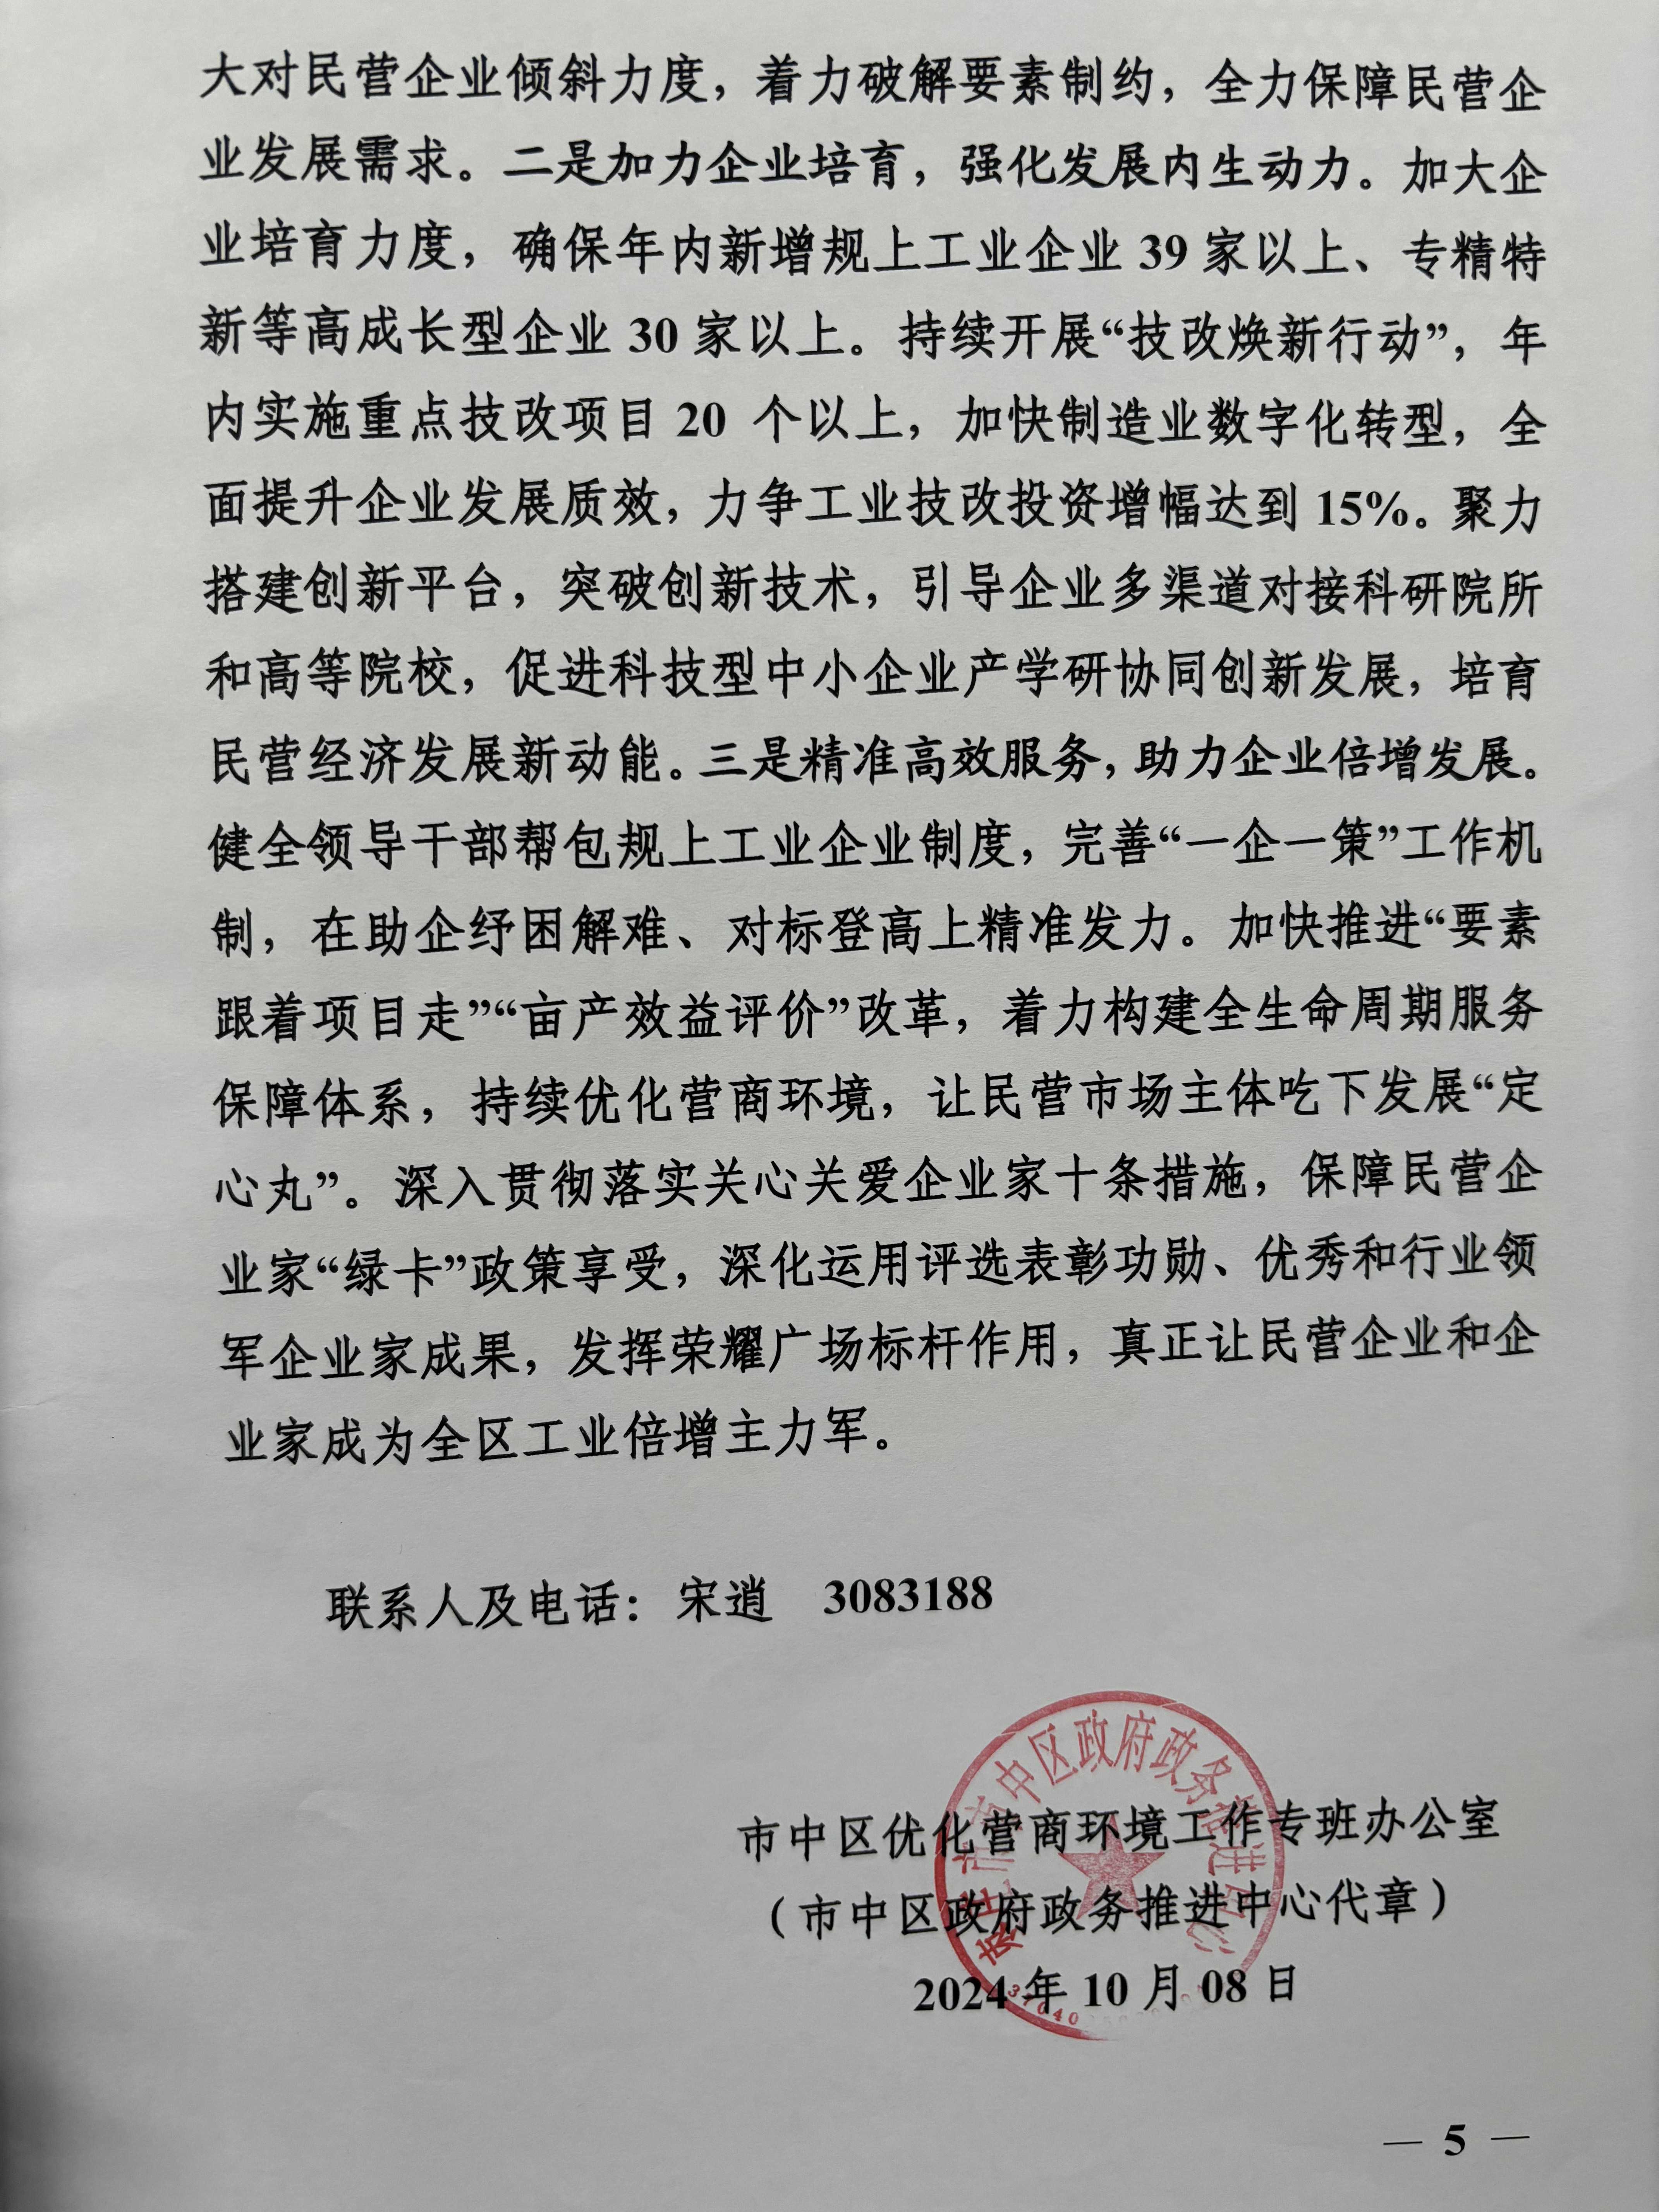 大对民营企业倾斜力度，着力破解要素制约，全力保障民营企
业发展需求。二是加力企业培育，强化发展内生动力。加大企
业培育力度，确保年内新增规上工业企业 39 家以上、专精特
新等高成长型企业 30 家以上。持续开展“技改焕新行动”，年
内实施重点技改项目 20 个以上，加快制造业数字化转型，全
面提升企业发展质效，力争工业技改投资增幅达到 15%。聚力
搭建创新平台，突破创新技术，引导企业多渠道对接科研院所
和高等院校，促进科技型中小企业产学研协同创新发展，培育
民营经济发展新动能。三是精准高效服务，助力企业倍增发展。
健全领导干部帮包规上工业企业制度，完善“一企一策”工作机
制，在助企纾困解难、对标登高上精准发力。加快推进“要素
跟着项目走”“亩产效益评价”改革，着力构建全生命周期服务
保障体系，持续优化营商环境，让民营市场主体吃下发展“定
心丸”。深入贯彻落实关心关爱企业家十条措施，保障民营企
业家“绿卡”政策享受，深化运用评选表彰功勋、优秀和行业领
军企业家成果，发挥荣耀广场标杆作用，真正让民营企业和企
业家成为全区工业倍增主力军。
联系人及电话：宋逍 3083188
市中区优化营商环境工作专班办公室
（市中区政府政务推进中心代章）
2024 年 10 月 08 日
枣庄市市中区政府政务推进中心
— 5 —